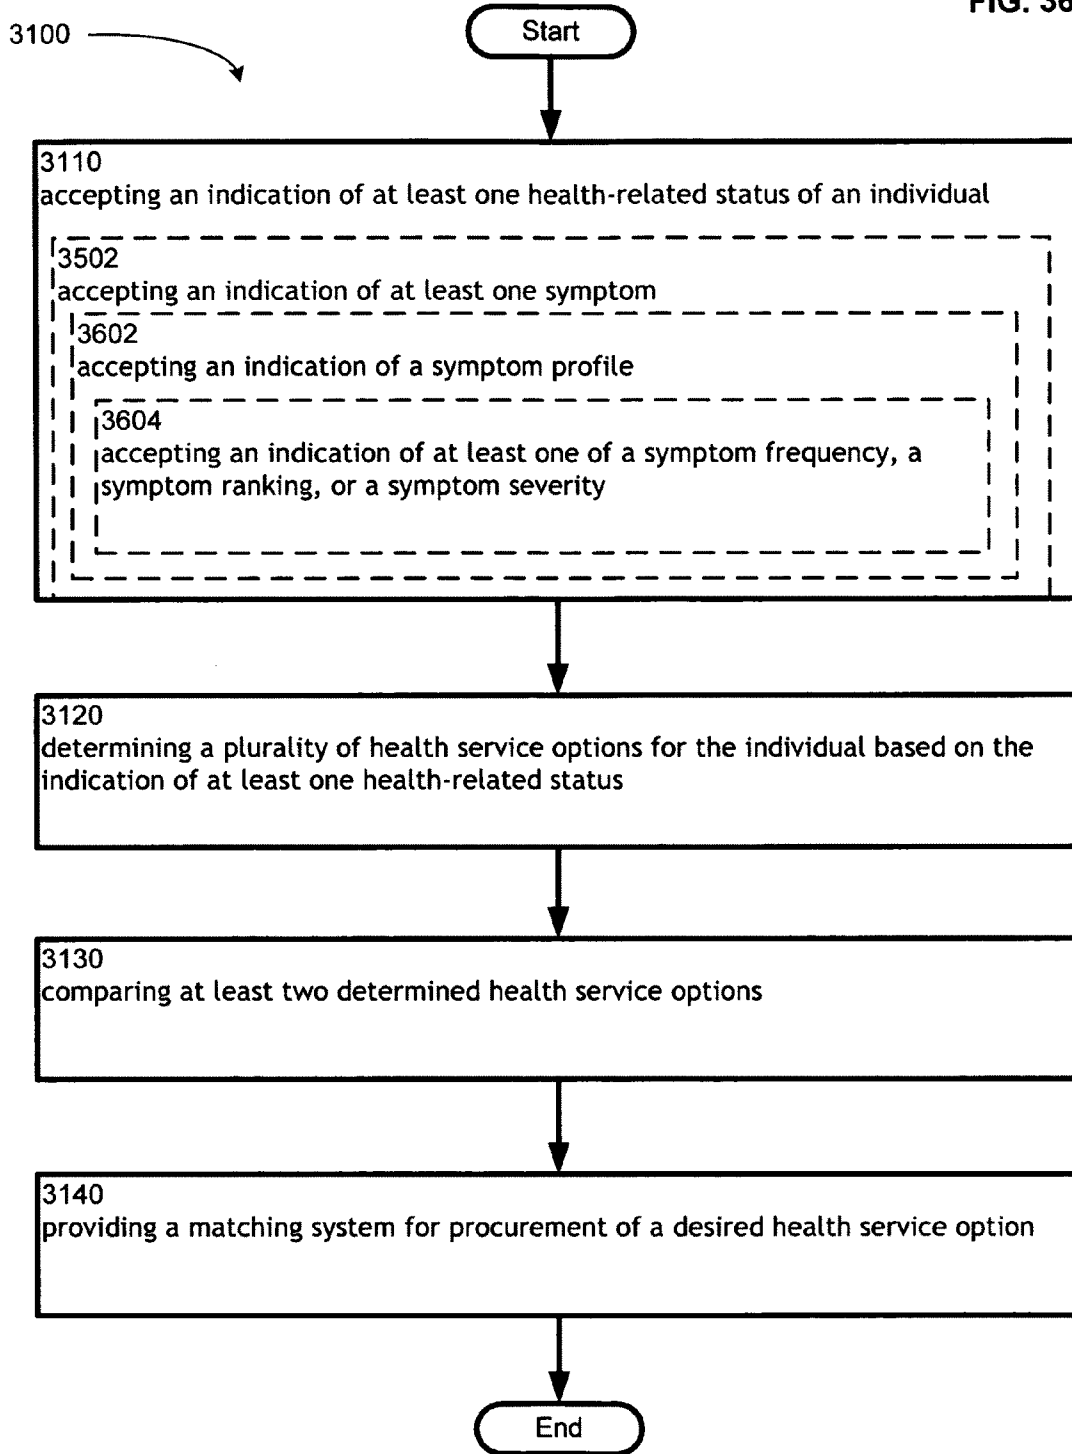 FIG. 36
3100
Start
3110
accepting an indication of at least one health-related status of an individual
3502
accepting an indication of at least one symptom
3602
accepting an indication of a symptom profile
3604
accepting an indication of at least one of a symptom frequency, a
symptom ranking, or a symptom severity
3120
determining a plurality of health service options for the individual based on the
indication of at least one health-related status
3130
comparing at least two determined health service options
3140
providing a matching system for procurement of a desired health service option
End